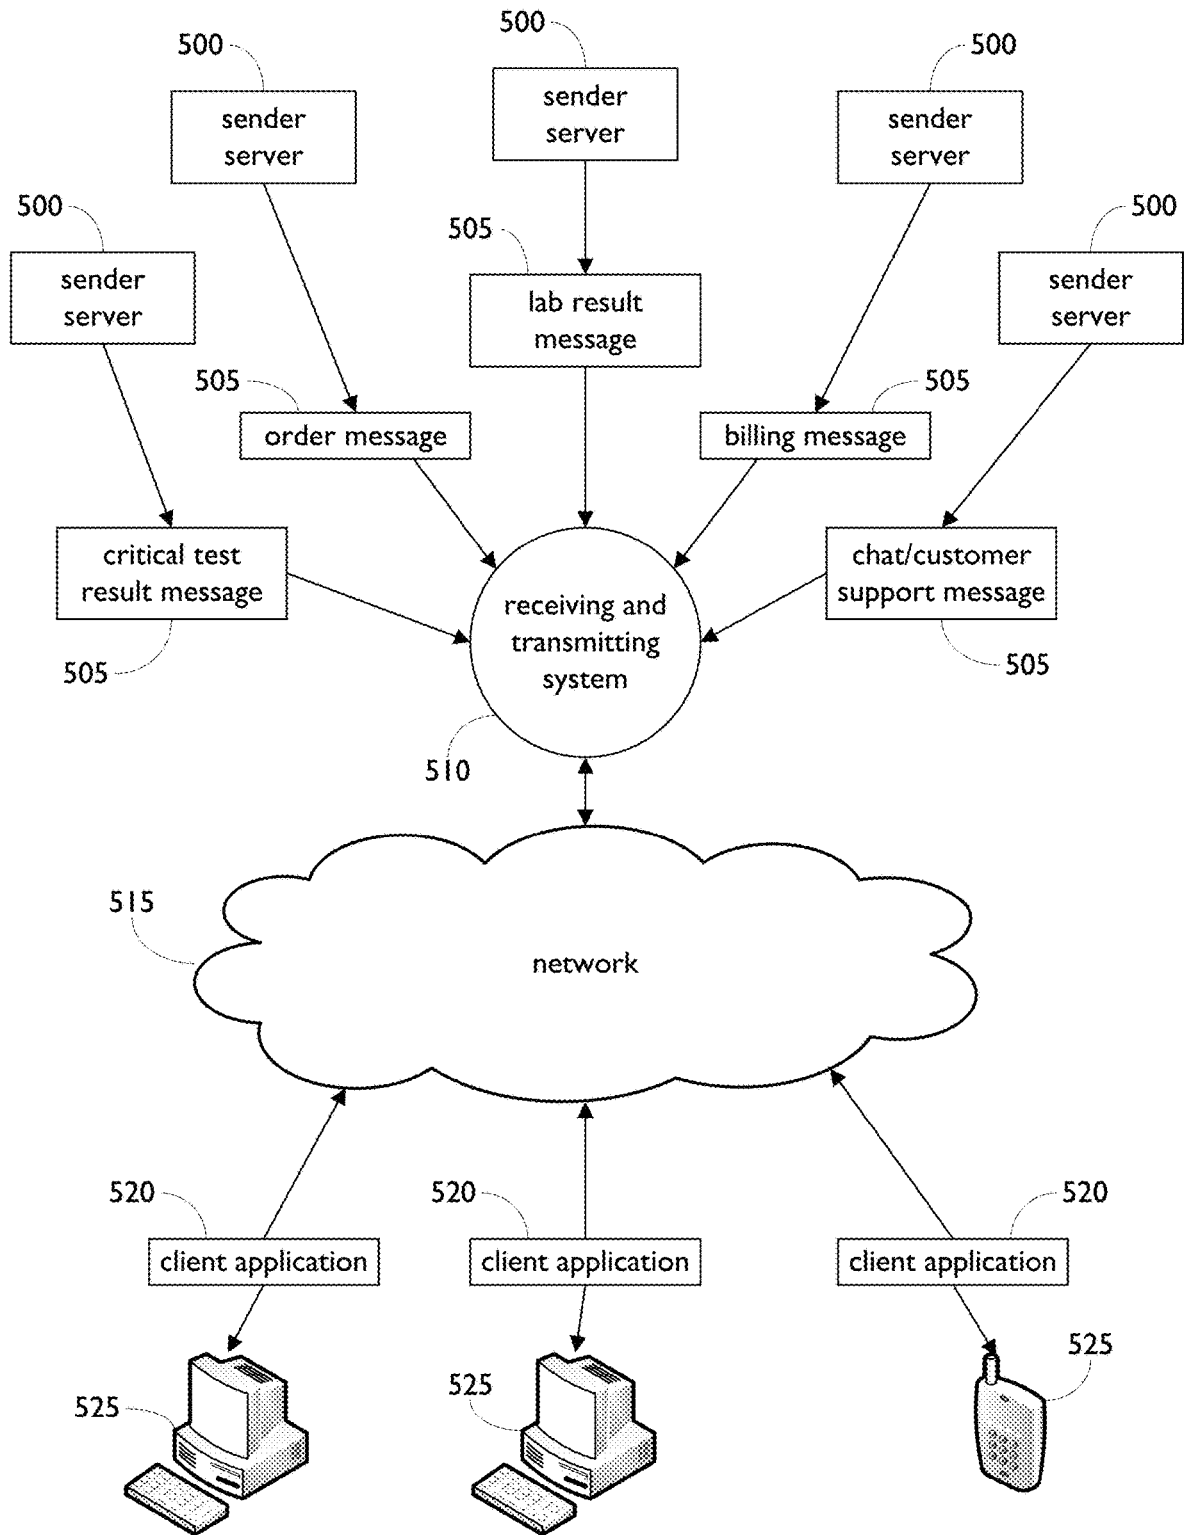 500
500
500
sender
server
sender
server
sender
server
500
500
505
sender
server
lab result
message
sender
server
505
505
order message
billing message
critical test
result message
chat/customer
support message
receiving and
transmitting
system
505
505
510
515
network
520
520
520
client application
client application
client application
525
525
525